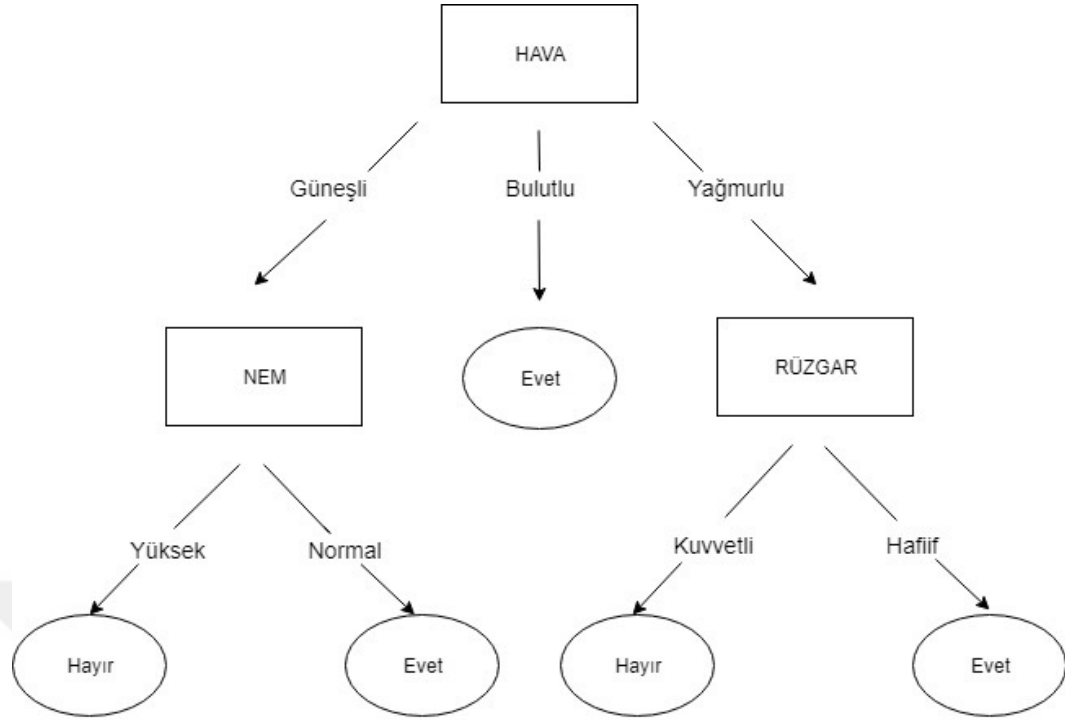 HAVA
Güneşli Bulutlu Yağmurlu
NEM Evet RÜZGAR
Yüksek Normal Kuvvetli Hafiif
Hayır Evet Hayır Evet